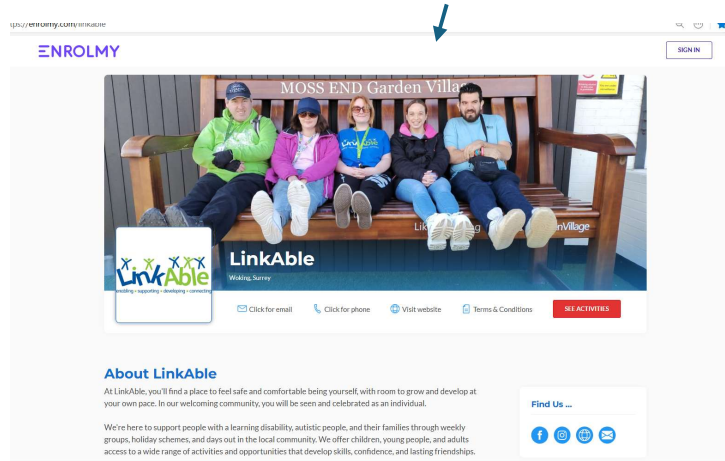 tps://enrolmy.com/linkable
ENROLMY
SIGN IN
MOSS END Garden Villa
LinkAble
enabling • supporting • developing • connecting
LinkAble
Woking, Surrey
Click for email
Click for phone
Visit website
Terms & Conditions
SEE ACTIVITIES
About LinkAble
At LinkAble, you'll find a place to feel safe and comfortable being yourself, with room to grow and develop at
your own pace. In our welcoming community, you will be seen and celebrated as an individual.
We're here to support people with a learning disability, autistic people, and their families through weekly
groups, holiday schemes, and days out in the local community. We offer children, young people, and adults
access to a wide range of activities and opportunities that develop skills, confidence, and lasting friendships.
Find Us ...